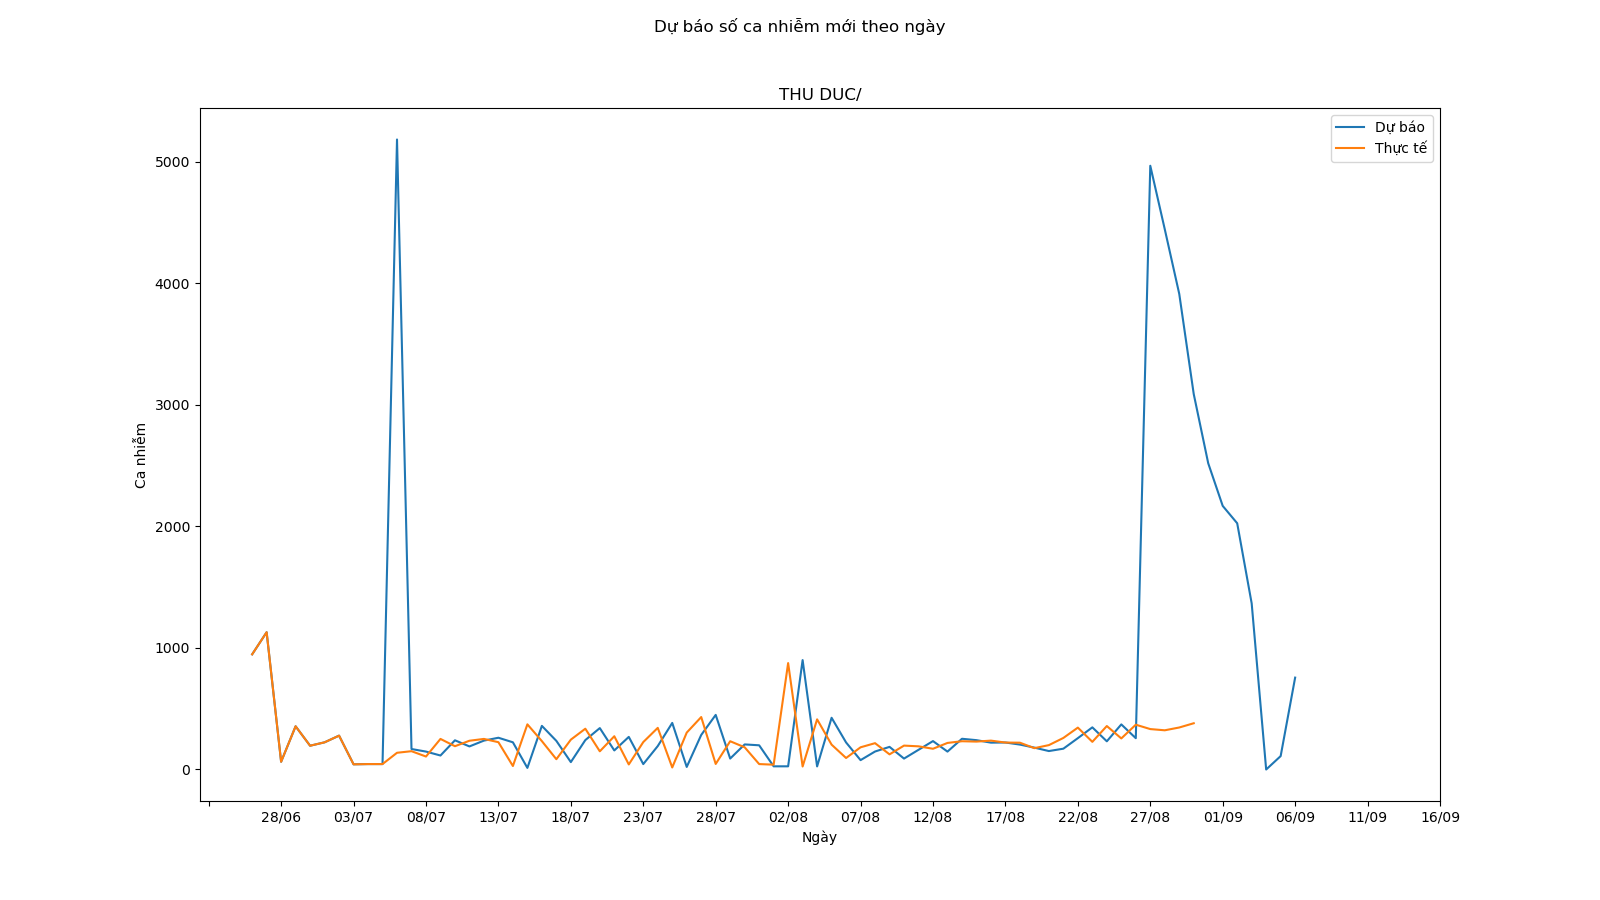 Dự báo số ca nhiễm mới theo ngày
THU DUC/
Dự báo
Thực tế
5000
4000
3000
2000
1000
0
Ca nhiễm
28/06 03/07 08/07 13/07 18/07 23/07 28/07 02/08 07/08 12/08 17/08 22/08 27/08 01/09 06/09 11/09 16/09
Ngày